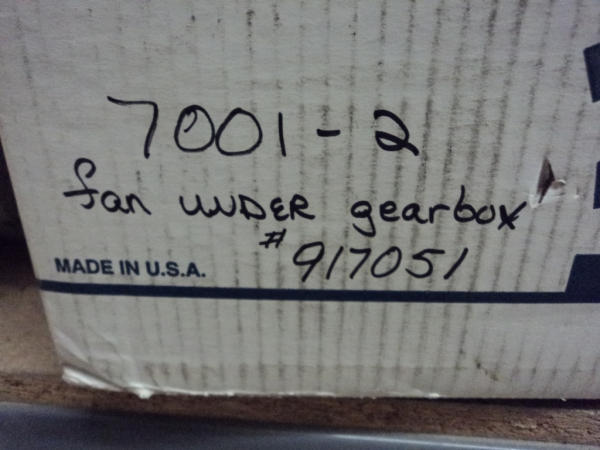 7001-2
fan UNDER gearbox
# 917051
MADE IN U.S.A.